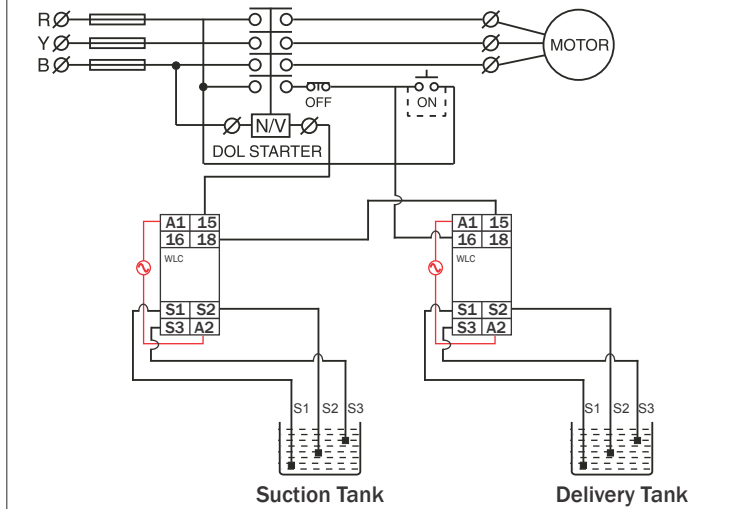 R
Y
B
MOTOR
OFF
ON
N/V
DOL STARTER
A1 15
16 18
WLC
S1 S2
S3 A2
A1 15
16 18
WLC
S1 S2
S3 A2
S1 S2 S3
S1 S2 S3
Suction Tank
Delivery Tank